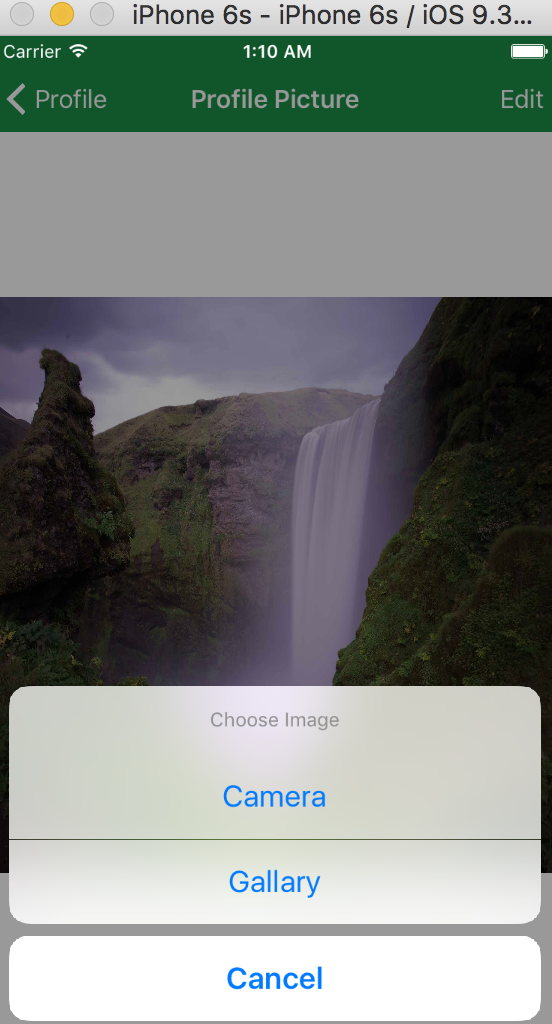 iPhone 6s - iPhone 6s / iOS 9.3...
Carrier 1:10 AM
Profile Profile Picture Edit
Choose Image
Camera
Gallary
Cancel